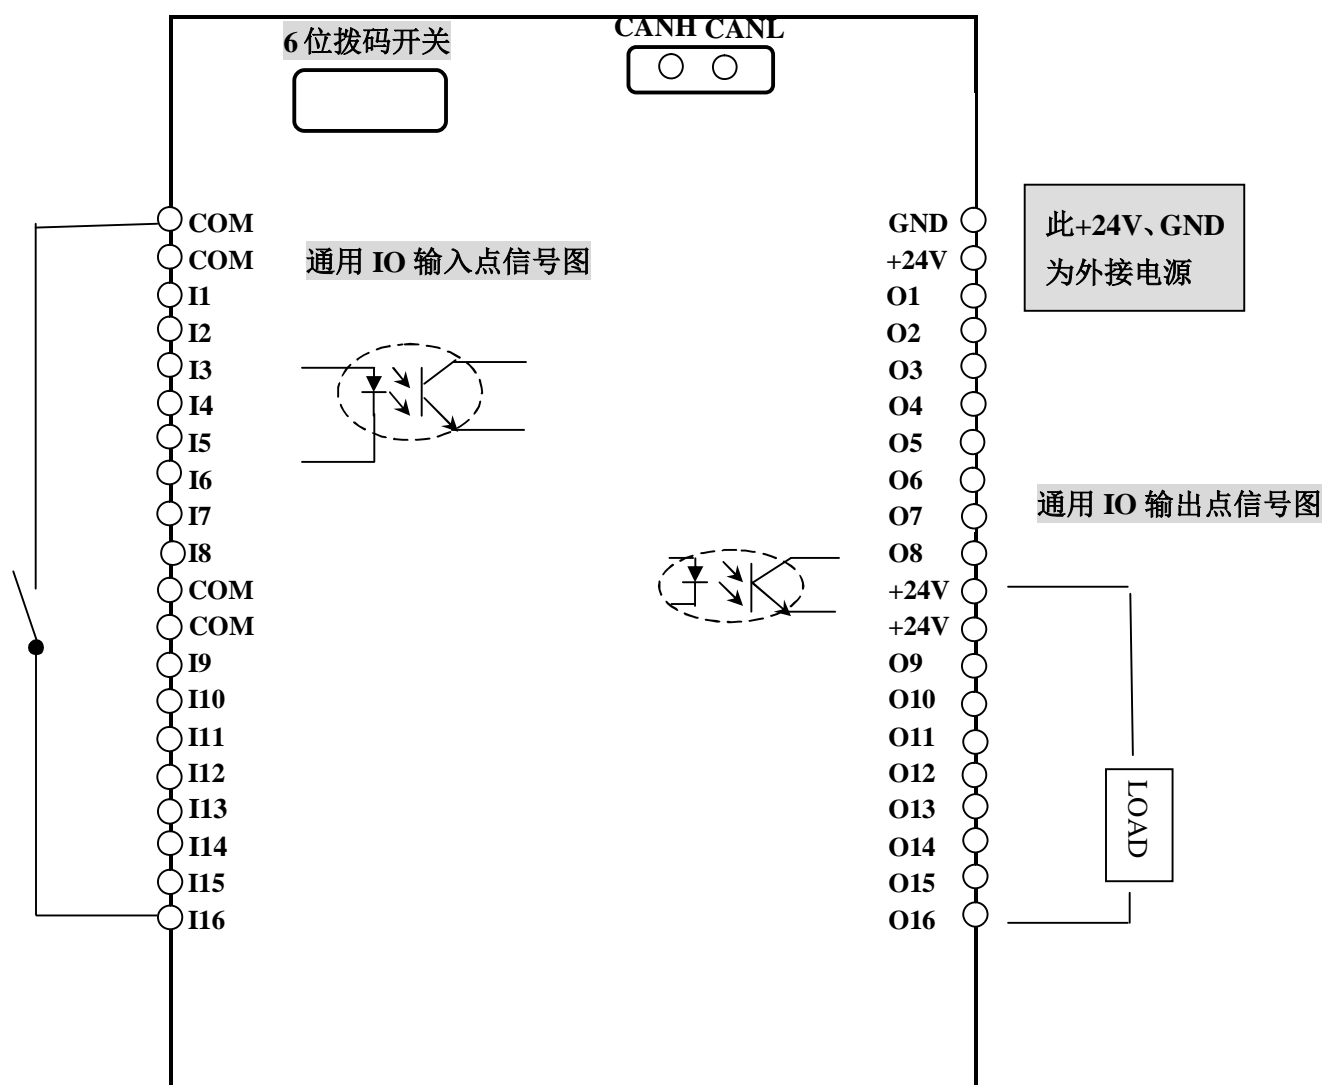 6位拨码开关
CANH CANL
COM
COM
I1
I2
I3
I4
I5
I6
I7
I8
COM
COM
I9
I10
I11
I12
I13
I14
I15
I16
通用 IO 输入点信号图
GND
+24V
O1
O2
O3
O4
O5
O6
O7
O8
+24V
+24V
O9
O10
O11
O12
O13
O14
O15
O16
此+24V、GND
为外接电源
通用 IO 输出点信号图
LOAD